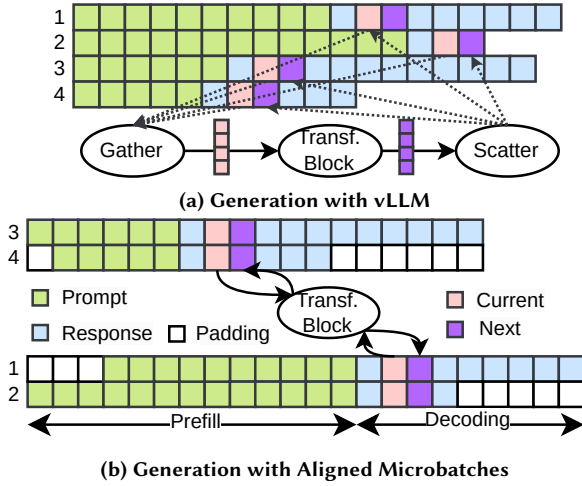 1
2
3
4
Gather
Transf.
Block
Scatter
(a) Generation with vLLM
3
4
Prompt
Response
Padding
Transf.
Block
Current
Next
1
2
Prefill
Decoding
(b) Generation with Aligned Microbatches